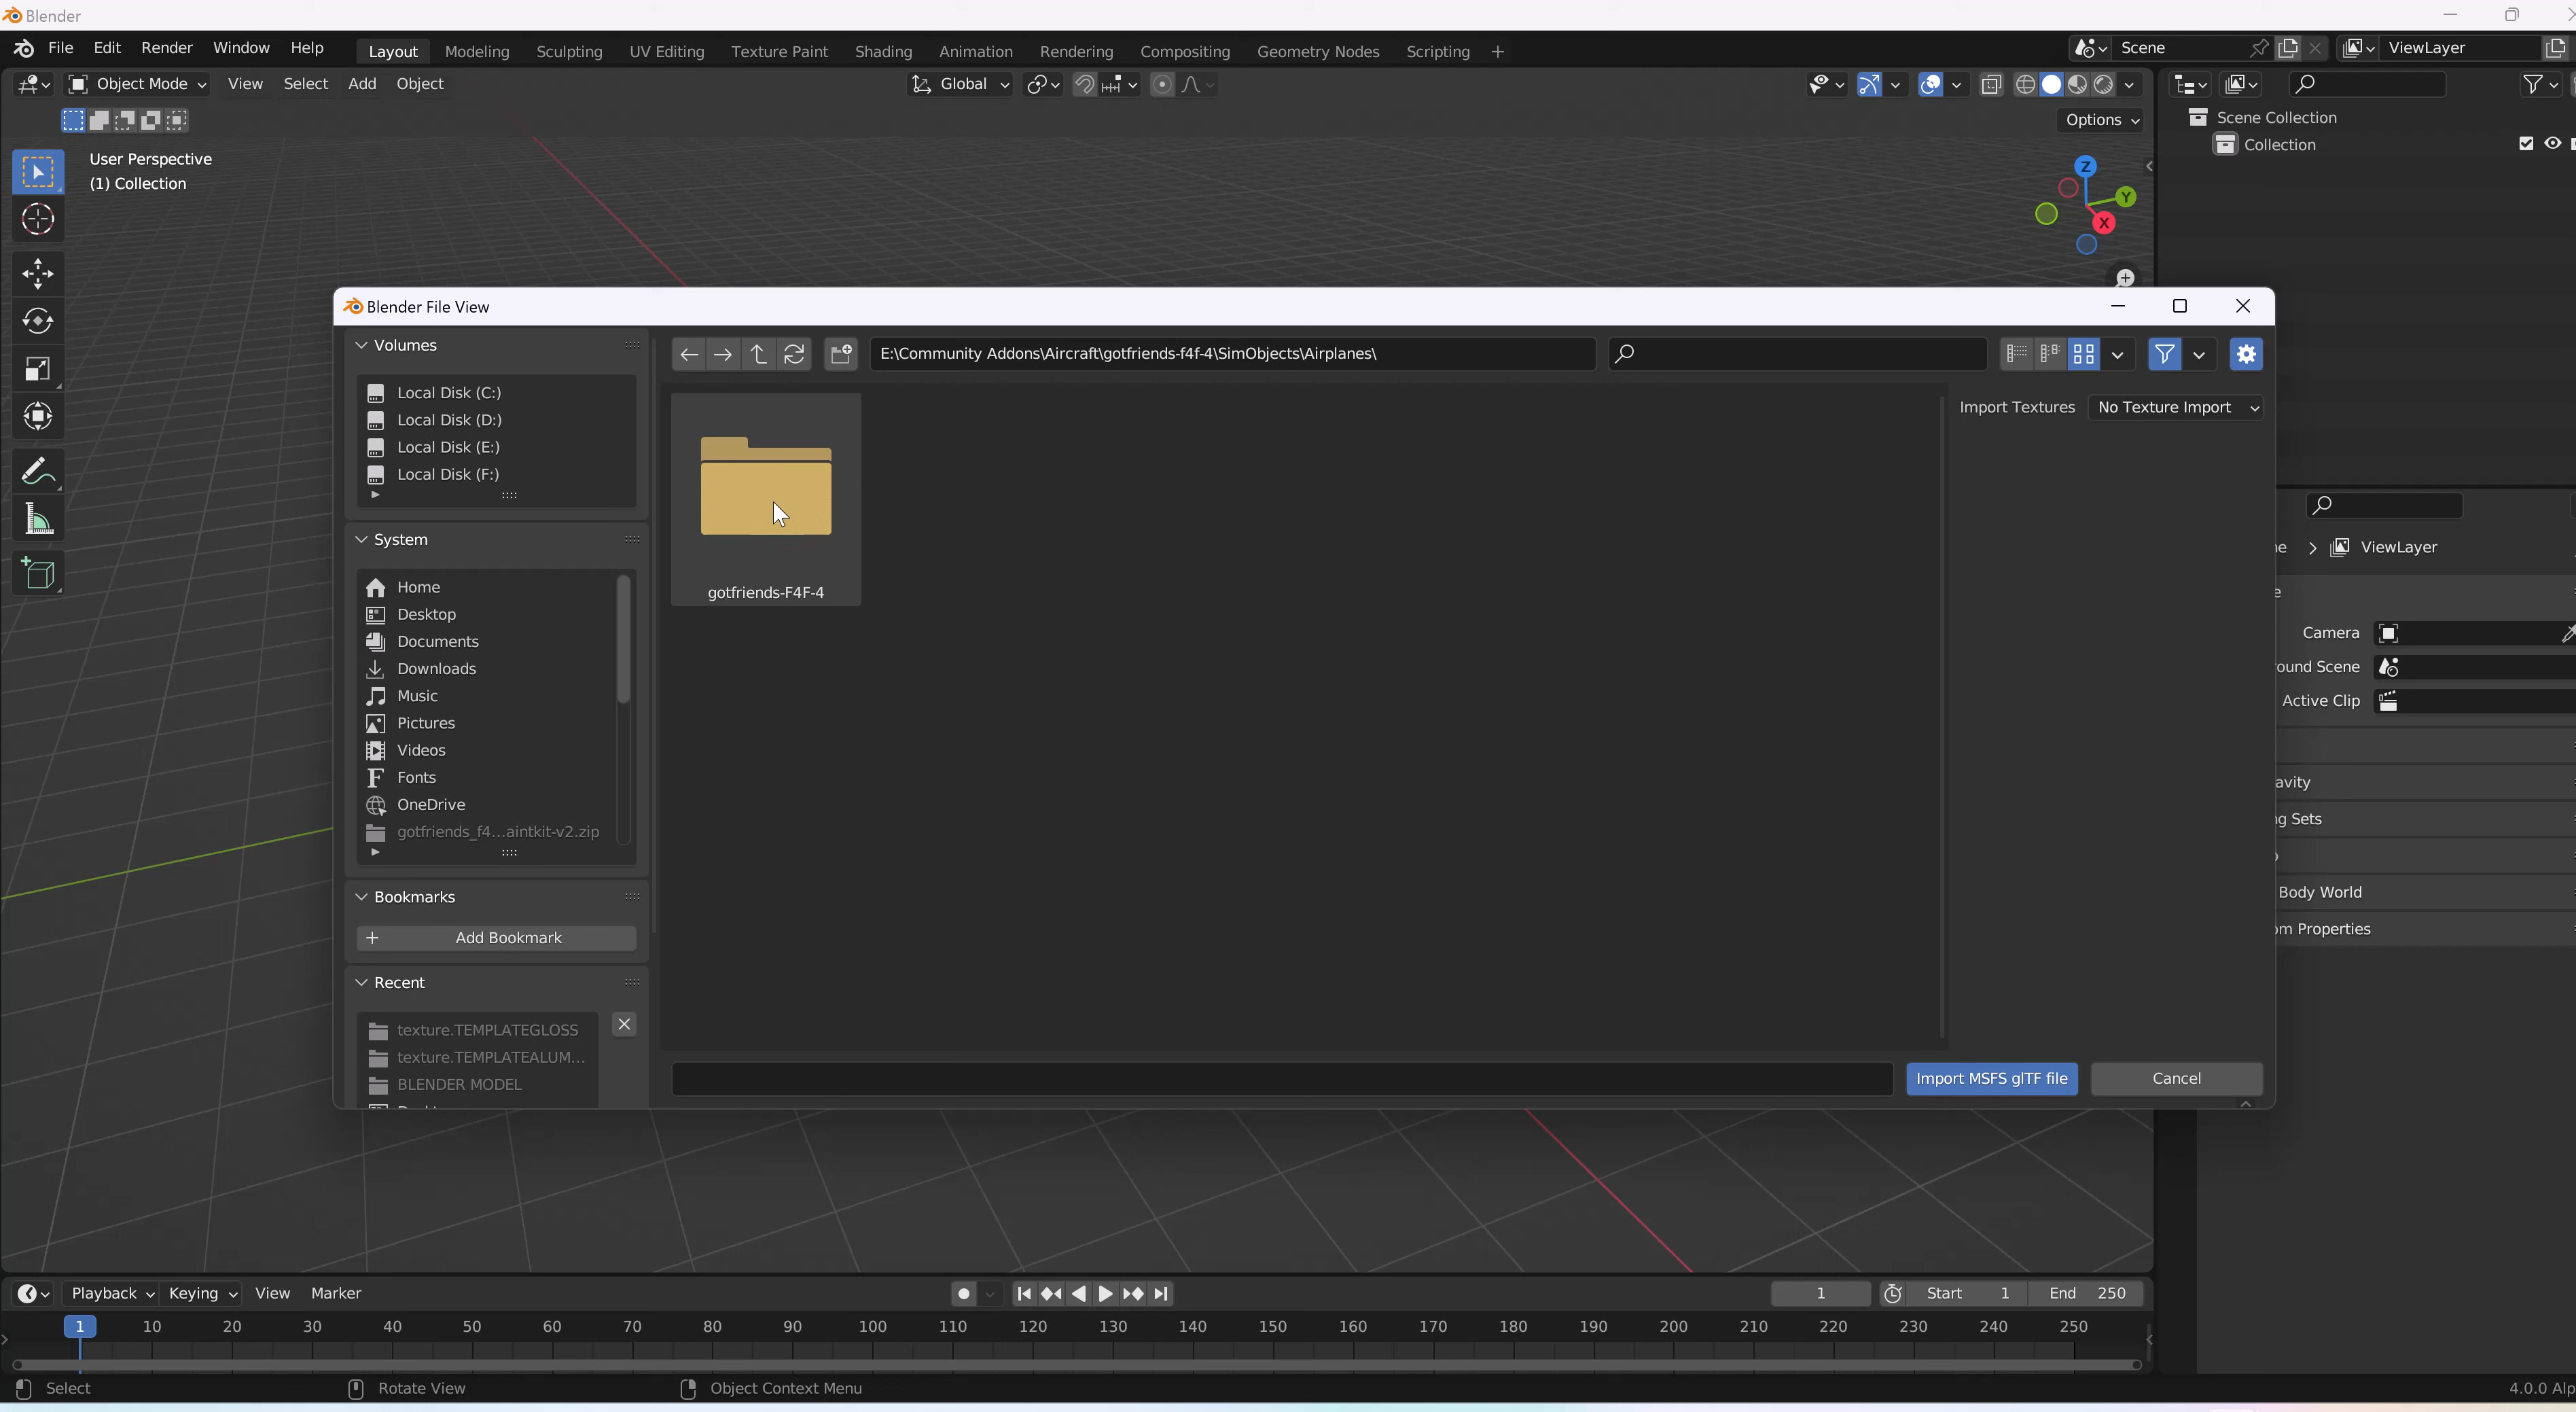 Blender
File Edit Render Window Help Layout Modeling Sculpting UV Editing Texture Paint Shading Animation Rendering Compositing Geometry Nodes Scripting + Scene ViewLayer
Object Mode View Select Add Object Global
Options
User Perspective
(1) Collection
Z
Y
X
Scene Collection
Collection
Blender File View
Volumes
Local Disk (C:)
Local Disk (D:)
Local Disk (E:)
Local Disk (F:)
System
Home
Desktop
Documents
Downloads
Music
Pictures
Videos
Fonts
OneDrive
gotfriends_f4...aintkit-v2.zip
Bookmarks
Add Bookmark
Recent
texture.TEMPLATEGLOSS
texture.TEMPLATEALUM...
BLENDER MODEL
E:\Community Addons\Aircraft\gotfriends-f4f-4\SimObjects\Airplanes\
gotfriends-F4F-4
Import Textures No Texture Import
Import MSFS glTF file Cancel
ne ViewLayer
e
Camera
ound Scene
Active Clip
avity
ng Sets
Body World
om Properties
Playback Keying View Marker 1 Start 1 End 250
1 10 20 30 40 50 60 70 80 90 100 110 120 130 140 150 160 170 180 190 200 210 220 230 240 250
Select Rotate View Object Context Menu 4.0.0 Alp